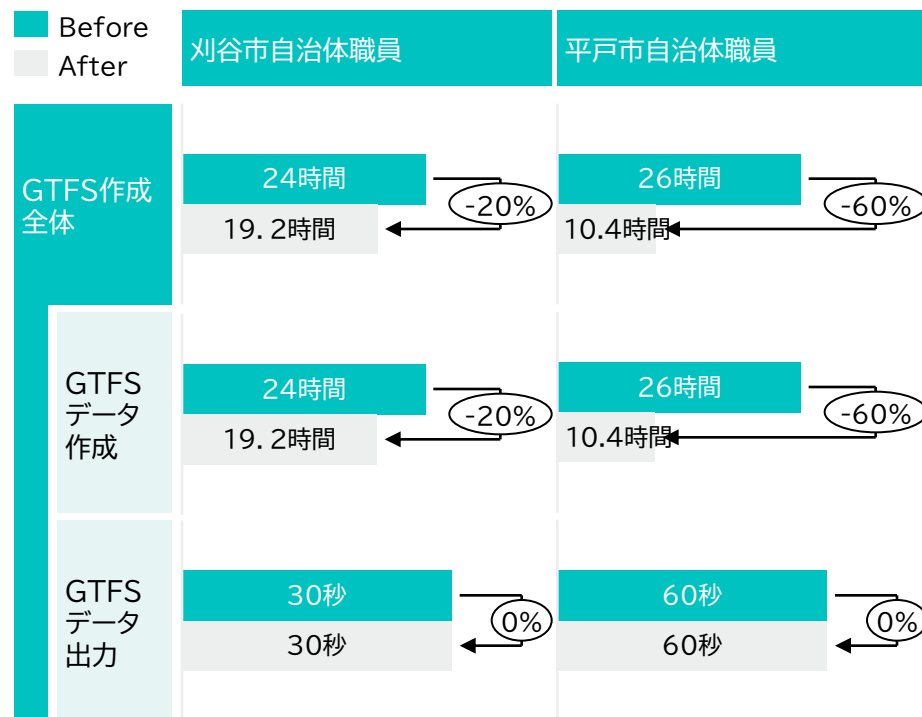 Before
After
刈谷市自治体職員
平戸市自治体職員
GTFS作成
全体
24時間
19.2時間
-20%
26時間
10.4時間
-60%
GTFS
データ
作成
24時間
19.2時間
-20%
26時間
10.4時間
-60%
GTFS
データ
出力
30秒
30秒
0%
60秒
60秒
0%